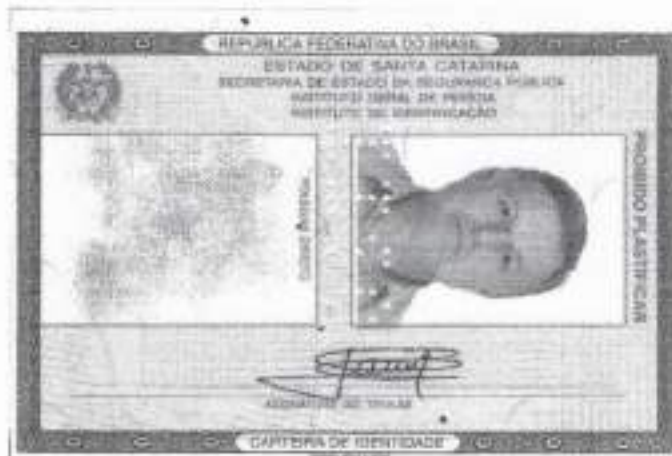 REPÚBLICA FEDERATIVA DO BRASIL
ESTADO DE SANTA CATARINA
SECRETARIA DE ESTADO DA SEGURANÇA PÚBLICA
INSTITUTO GERAL DE PERÍCIA
INSTITUTO DE IDENTIFICAÇÃO
PROIBIDO PLASTIFICAR
ASSINATURA DO TITULAR
CARTEIRA DE IDENTIDADE